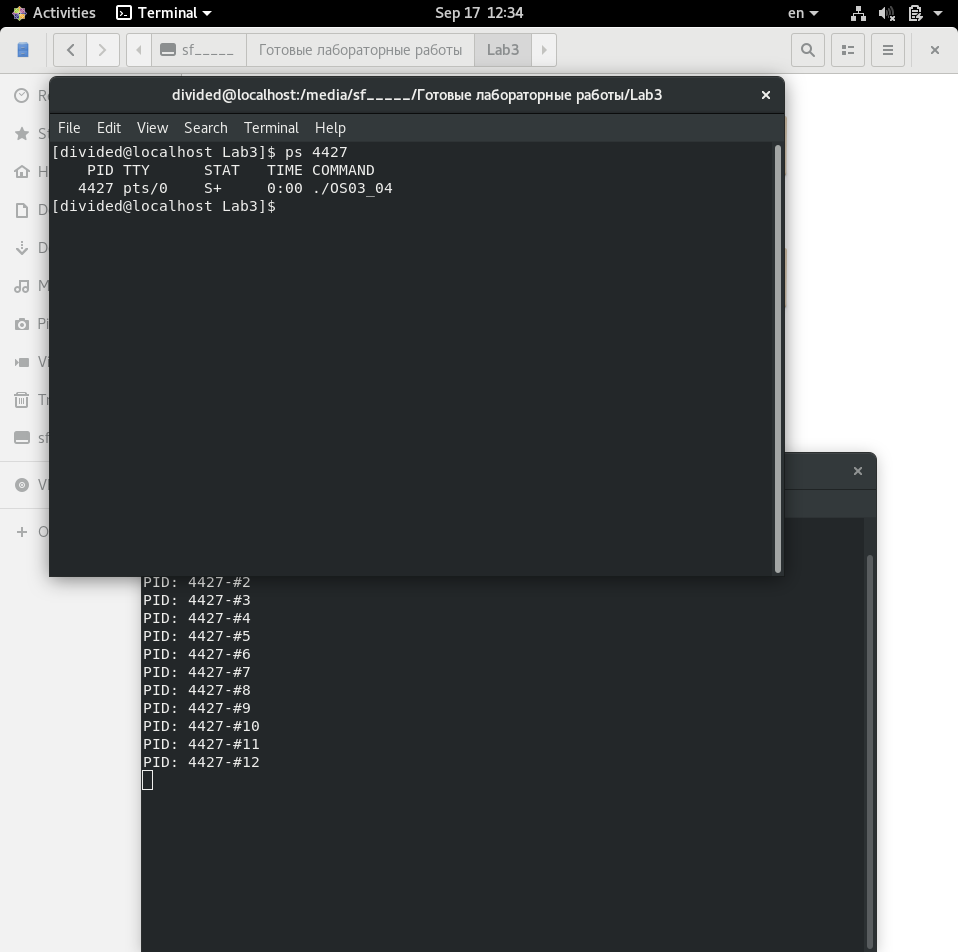 Activities Terminal Sep 17 12:34 en
sf_____ Готовые лабораторные работы Lab3
divided@localhost:/media/sf_____/Готовые лабораторные работы/Lab3
File Edit View Search Terminal Help
[divided@localhost Lab3]$ ps 4427
PID TTY STAT TIME COMMAND
4427 pts/0 S+ 0:00 ./OS03_04
[divided@localhost Lab3]$
PID: 4427-#2
PID: 4427-#3
PID: 4427-#4
PID: 4427-#5
PID: 4427-#6
PID: 4427-#7
PID: 4427-#8
PID: 4427-#9
PID: 4427-#10
PID: 4427-#11
PID: 4427-#12